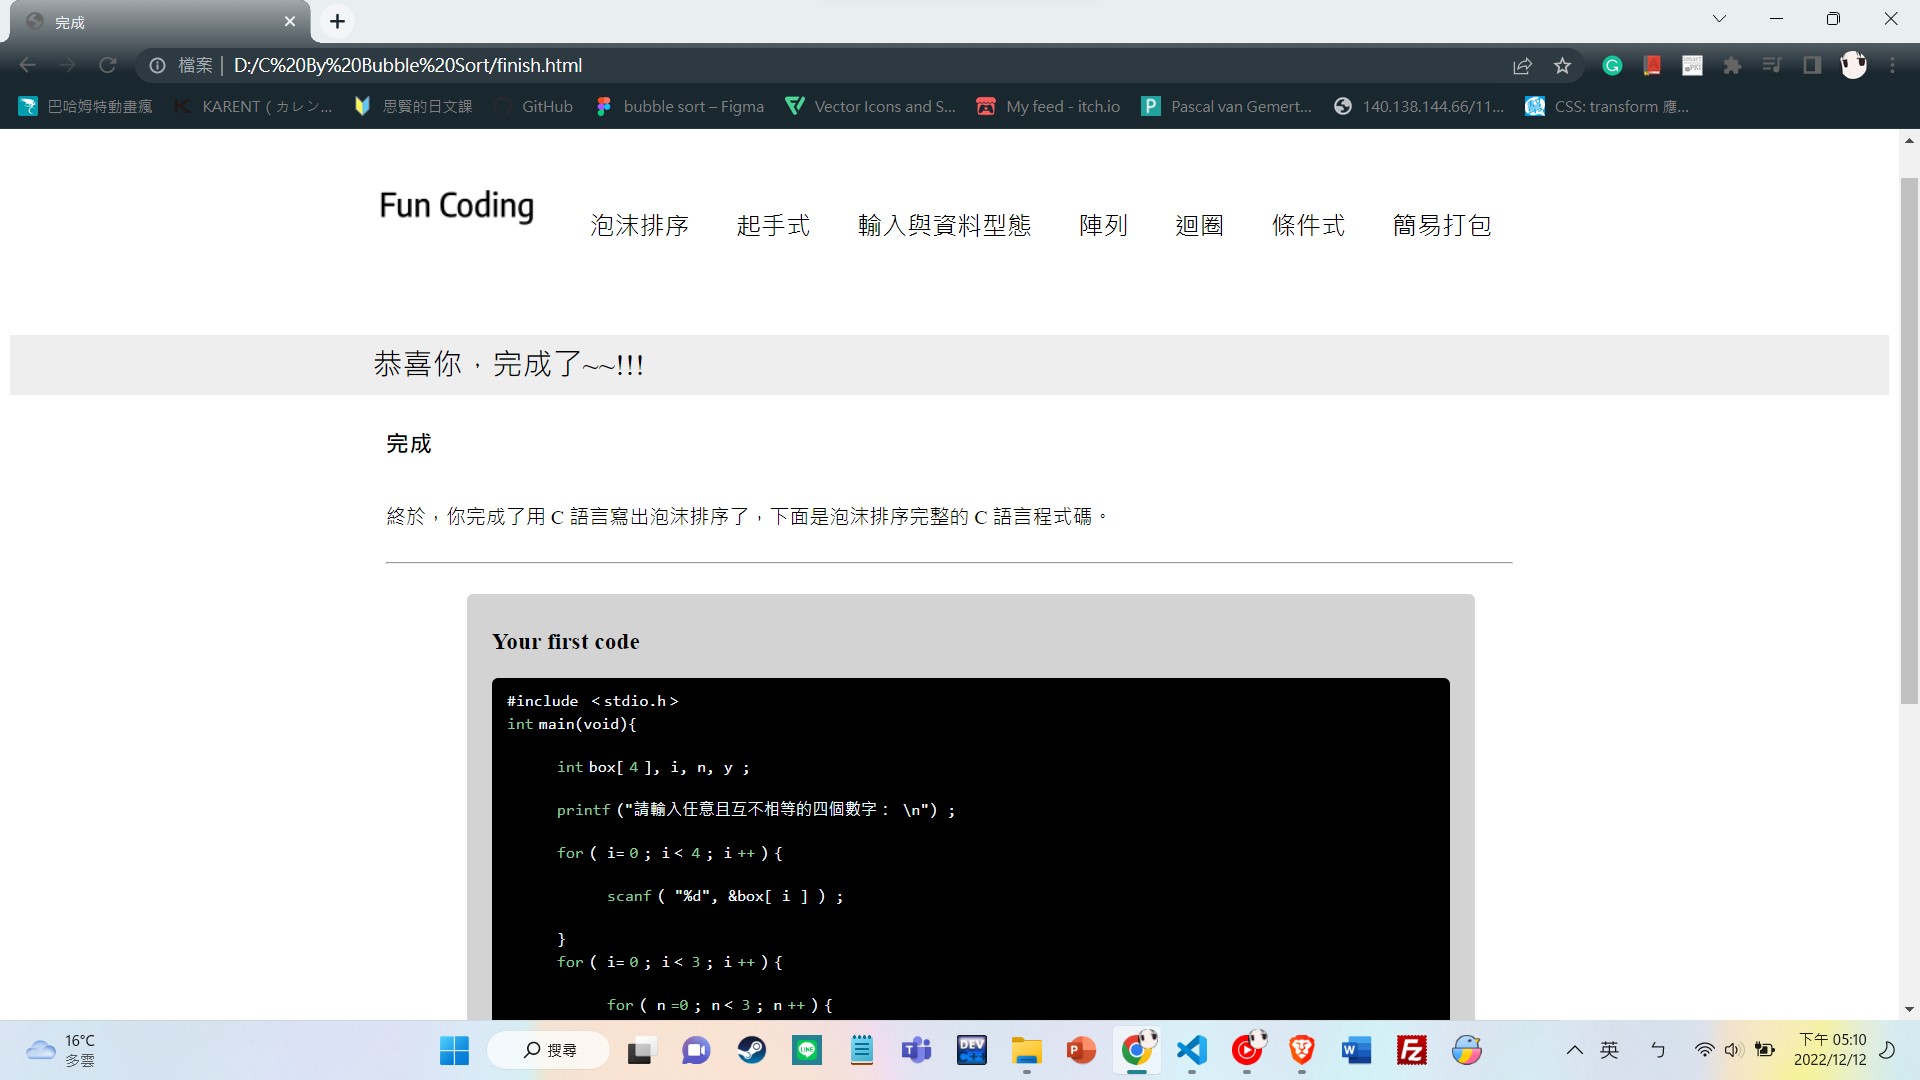 完成
檔案 | D:/C%20By%20Bubble%20Sort/finish.html
巴哈姆特動畫瘋 KARENT ( カレン... 思賢的日文課 GitHub bubble sort – Figma Vector Icons and S... My feed - itch.io Pascal van Gemert... 140.138.144.66/11... CSS: transform 應...
Fun Coding 泡沫排序 起手式 輸入與資料型態 陣列 迴圈 條件式 簡易打包
恭喜你，完成了~~!!!
完成
終於，你完成了用 C 語言寫出泡沫排序了，下面是泡沫排序完整的 C 語言程式碼。
Your first code
#include <stdio.h>
int main(void){
int box[ 4 ], i, n, y ;
printf ("請輸入任意且互不相等的四個數字： \n") ;
for ( i= 0 ; i < 4 ; i ++ ) {
scanf ( "%d", &box[ i ] ) ;
}
for ( i= 0 ; i < 3 ; i ++ ) {
for ( n =0 ; n < 3 ; n ++ ) {
16°C
多雲
搜尋
英 ㄅ
下午 05:10
2022/12/12